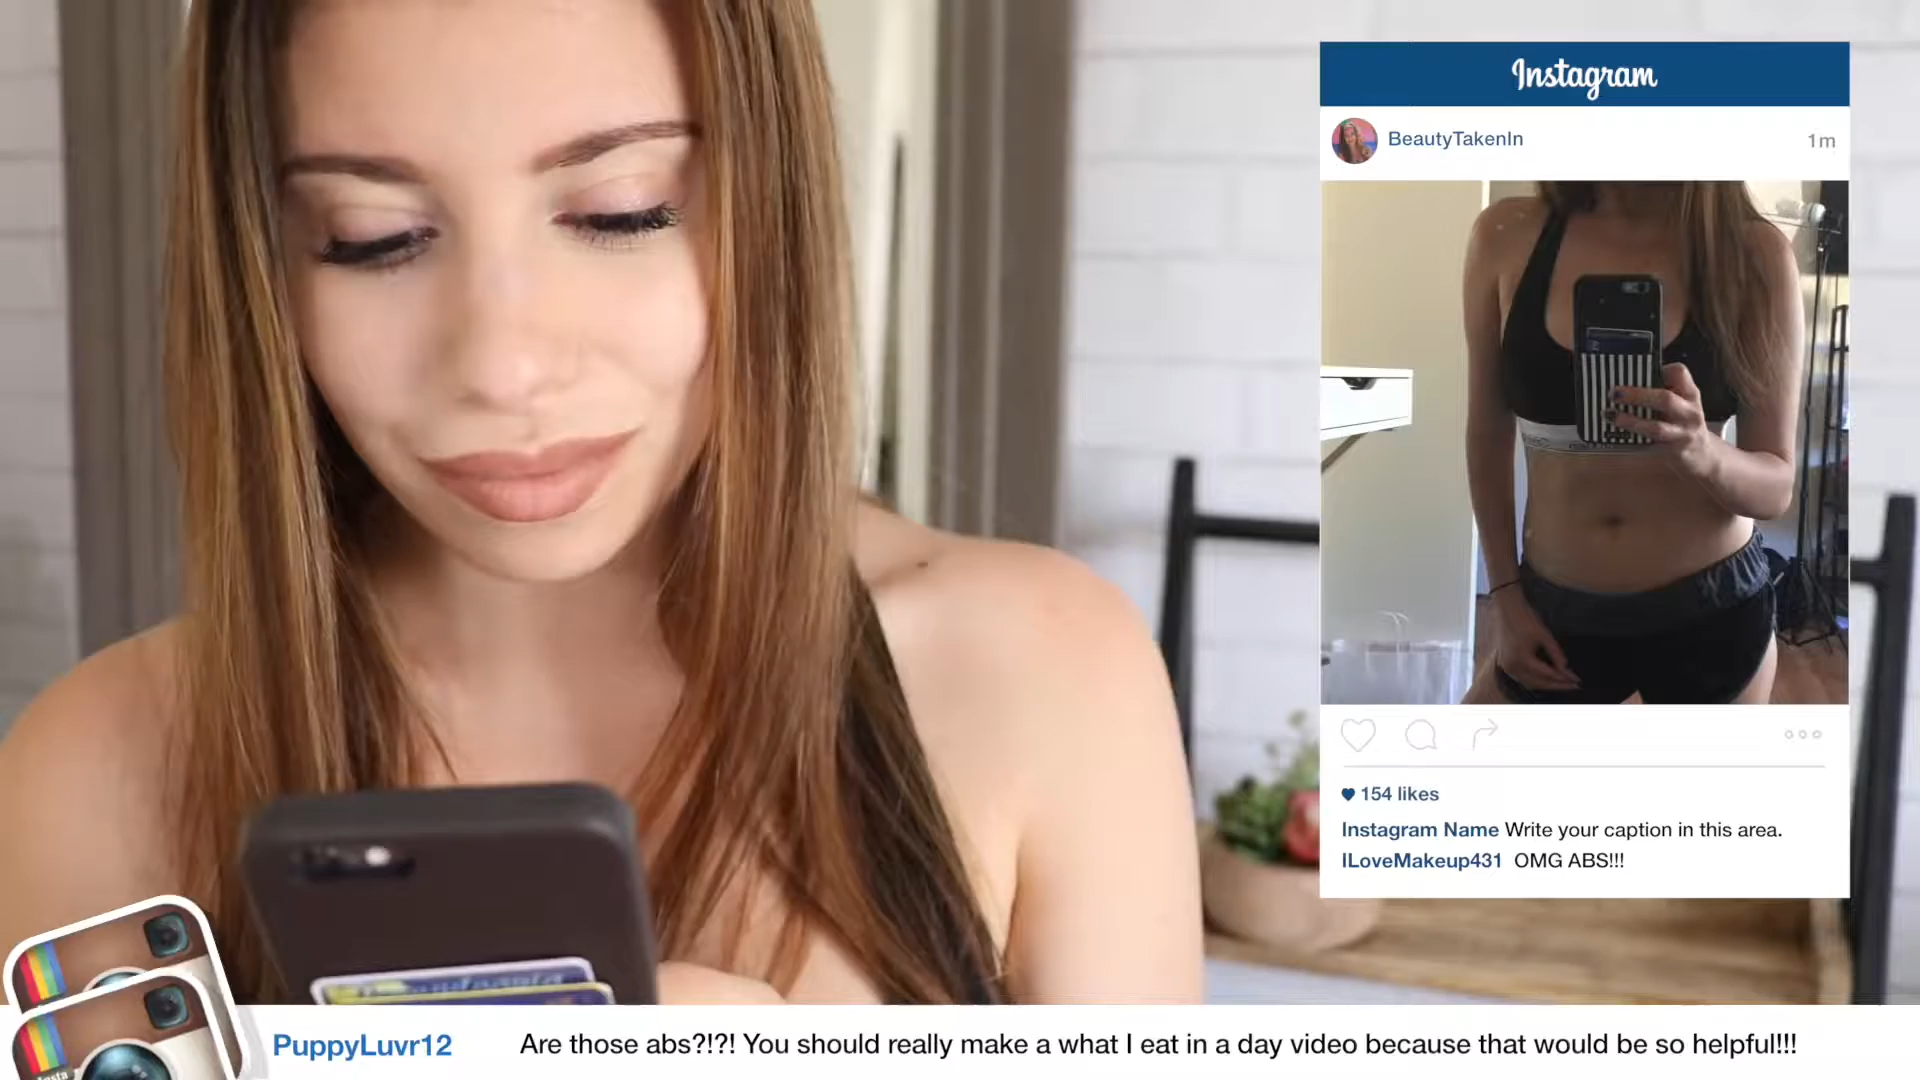 Instagram
BeautyTakenIn
1m
154 likes
Instagram Name Write your caption in this area.
ILoveMakeup431 OMG ABS!!!
Insta
PuppyLuvr12 Are those abs?!?! You should really make a what I eat in a day video because that would be so helpful!!!